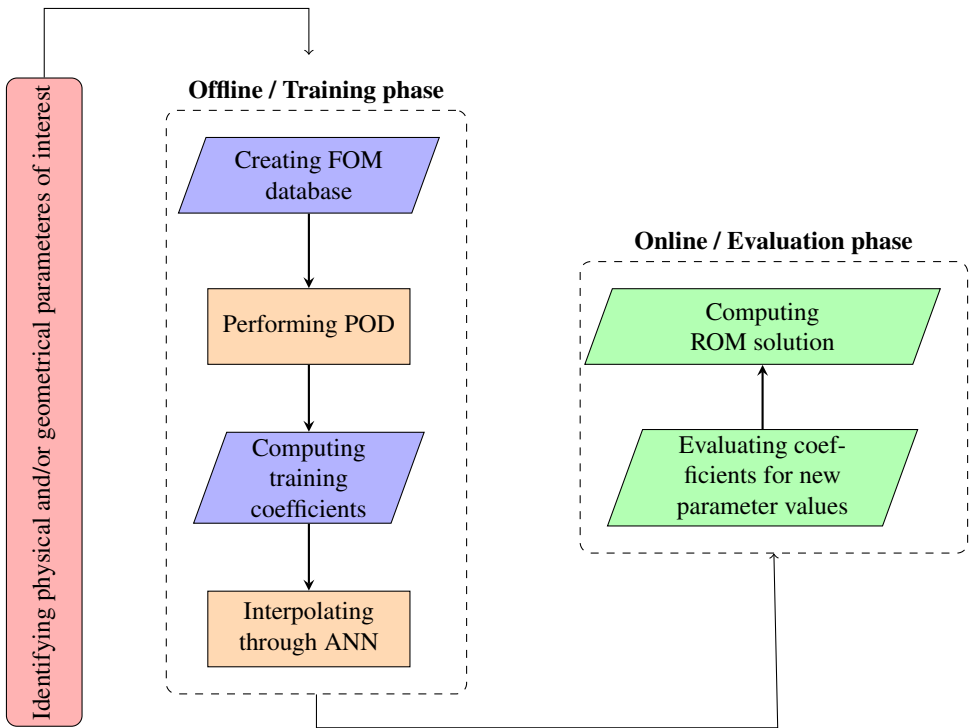 Identifying physical and/or geometrical parameteres of interest
Offline / Training phase
Creating FOM
database
Performing POD
Computing
training
coefficients
Interpolating
through ANN
Online / Evaluation phase
Computing
ROM solution
Evaluating coef-
ficients for new
parameter values